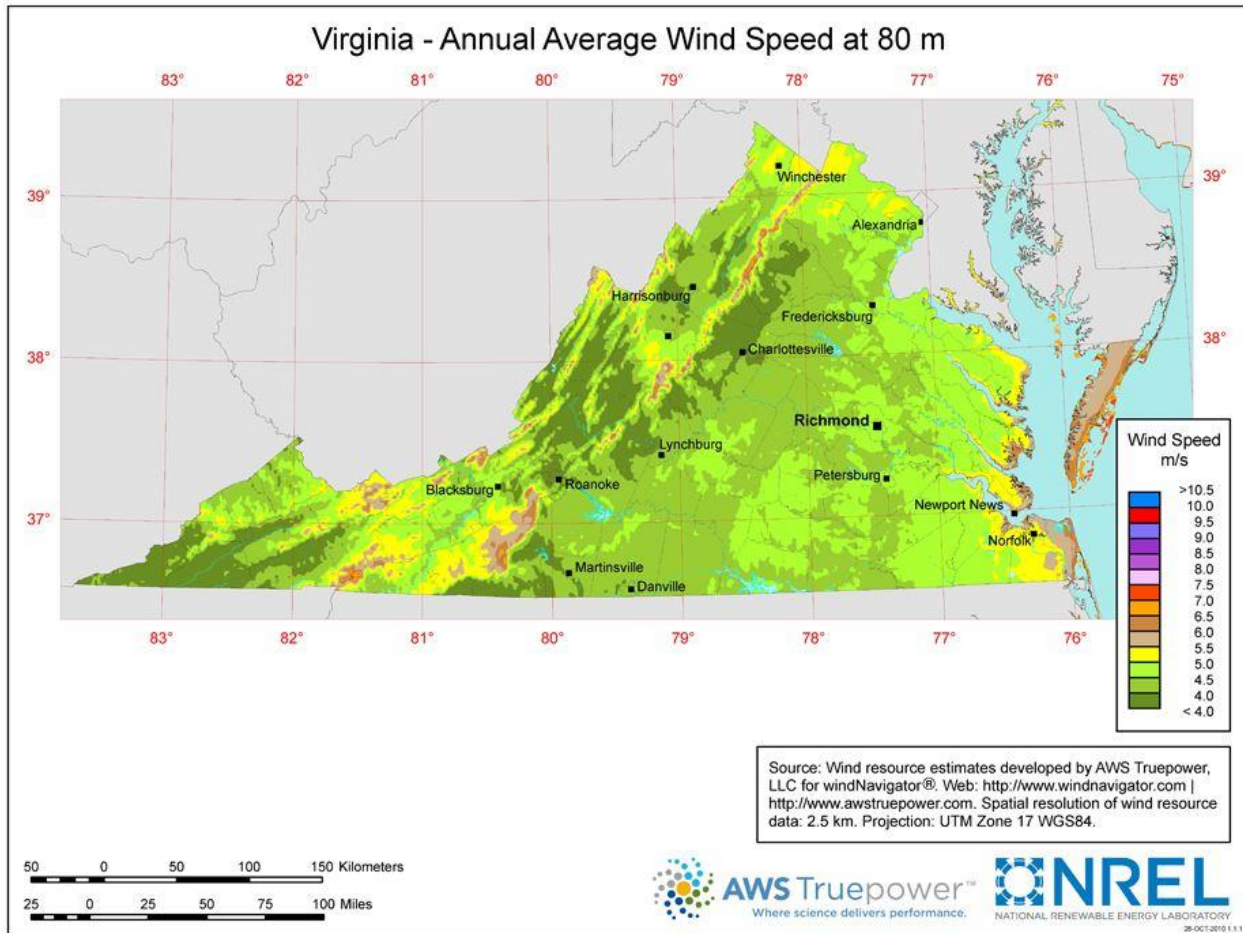 Virginia - Annual Average Wind Speed at 80 m
83° 82° 81° 80° 79° 78° 77° 76° 75°
39° 39°
38° 38°
37° 37°
Winchester
Alexandria
Harrisonburg
Fredericksburg
Charlottesville
Richmond
Lynchburg
Petersburg
Blacksburg
Roanoke
Newport News
Norfolk
Martinsville
Danville
83° 82° 81° 80° 79° 78° 77° 76°
Wind Speed
m/s
>10.5
10.0
9.5
9.0
8.5
8.0
7.5
7.0
6.5
6.0
5.5
5.0
4.5
4.0
< 4.0
Source: Wind resource estimates developed by AWS Truepower,
LLC for windNavigator®. Web: http://www.windnavigator.com |
http://www.awstruepower.com. Spatial resolution of wind resource
data: 2.5 km. Projection: UTM Zone 17 WGS84.
50 0 50 100 150 Kilometers
25 0 25 50 75 100 Miles
AWS Truepower™
Where science delivers performance.
NREL
NATIONAL RENEWABLE ENERGY LABORATORY